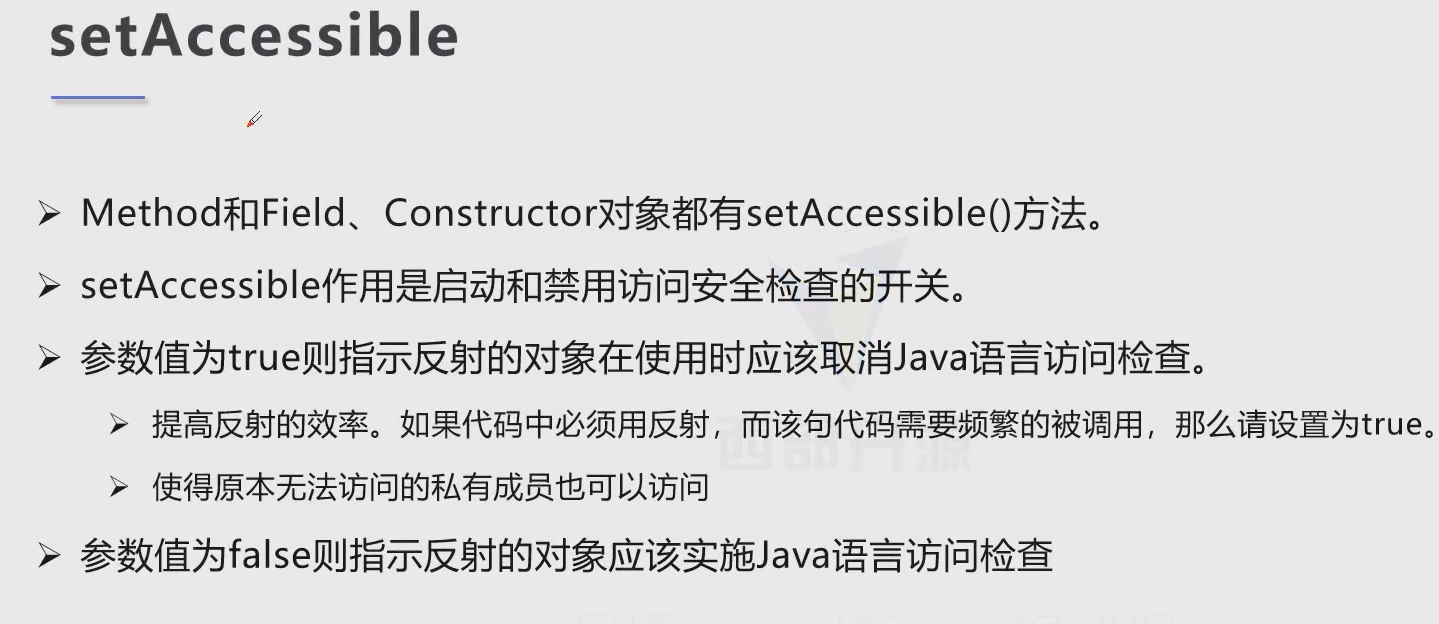 setAccessible
Method和Field、Constructor对象都有setAccessible()方法。
setAccessible作用是启动和禁用访问安全检查的开关。
参数值为true则指示反射的对象在使用时应该取消Java语言访问检查。
提高反射的效率。如果代码中必须用反射，而该句代码需要频繁的被调用，那么请设置为true。
西部开源
使得原本无法访问的私有成员也可以访问
参数值为false则指示反射的对象应该实施Java语言访问检查